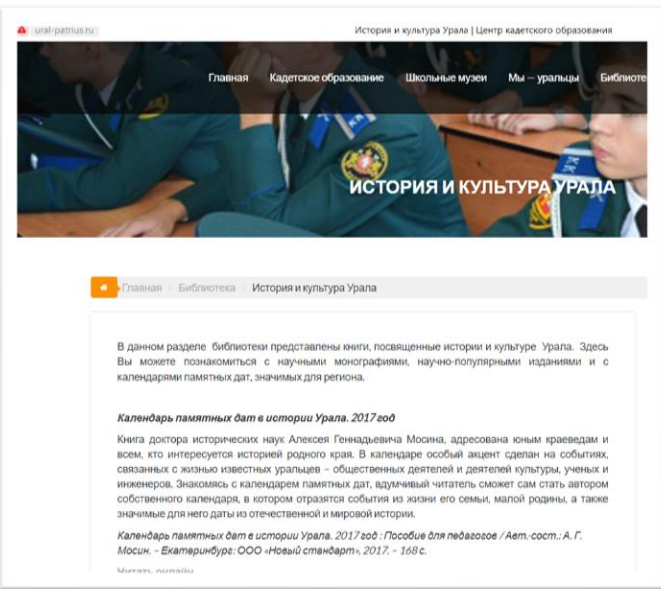 ural-patrius.ru
История и культура Урала | Центр кадетского образования
Главная Кадетское образование Школьные музеи Мы – уральцы Библиоте
КК
ИСТОРИЯ И КУЛЬТУРА УРАЛА
Главная Библиотека История и культура Урала
В данном разделе библиотеки представлены книги, посвященные истории и культуре Урала. Здесь
Вы можете познакомиться с научными монографиями, научно-популярными изданиями и с
календарями памятных дат, значимых для региона.
Календарь памятных дат в истории Урала. 2017 год
Книга доктора исторических наук Алексея Геннадьевича Мосина, адресована юным краеведам и
всем, кто интересуется историей родного края. В календаре особый акцент сделан на событиях,
связанных с жизнью известных уральцев – общественных деятелей и деятелей культуры, ученых и
инженеров. Знакомясь с календарем памятных дат, вдумчивый читатель сможет сам стать автором
собственного календаря, в котором отразятся события из жизни его семьи, малой родины, а также
значимые для него даты из отечественной и мировой истории.
Календарь памятных дат в истории Урала. 2017 год : Пособие для педагогов / Авт.-сост.: А. Г.
Мосин. – Екатеринбург: ООО «Новый стандарт», 2017. – 168 с.
Читать онлайн